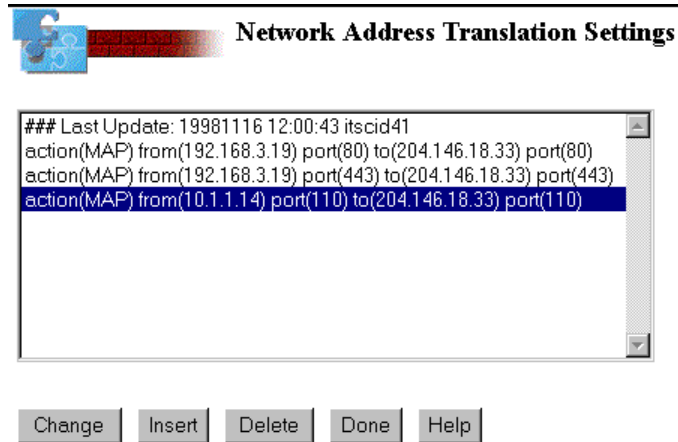 Network Address Translation Settings
### Last Update: 19981116 12:00:43 itscid41
action(MAP) from(192.168.3.19) port(80) to(204.146.18.33) port(80)
action(MAP) from(192.168.3.19) port(443) to(204.146.18.33) port(443)
action(MAP) from(10.1.1.14) port(110) to(204.146.18.33) port(110)
Change Insert Delete Done Help